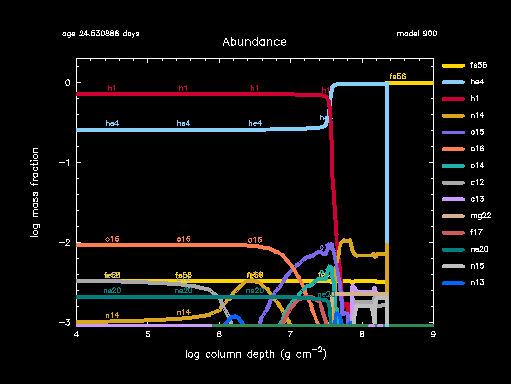 age 24.530886 days
model 900
Abundance
fe56
he4
h1
n14
o15
o16
o14
c12
c13
mg22
f17
ne20
n15
n13
0
−1
−2
−3
log mass fraction
h1 h1 h1 h1
he4 he4 he4 he4
fe56
o16 o16 o16
fe56 fe56 fe56
ne20 ne20 ne20
n14 n14
4 5 6 7 8 9
log column depth (g cm−2)